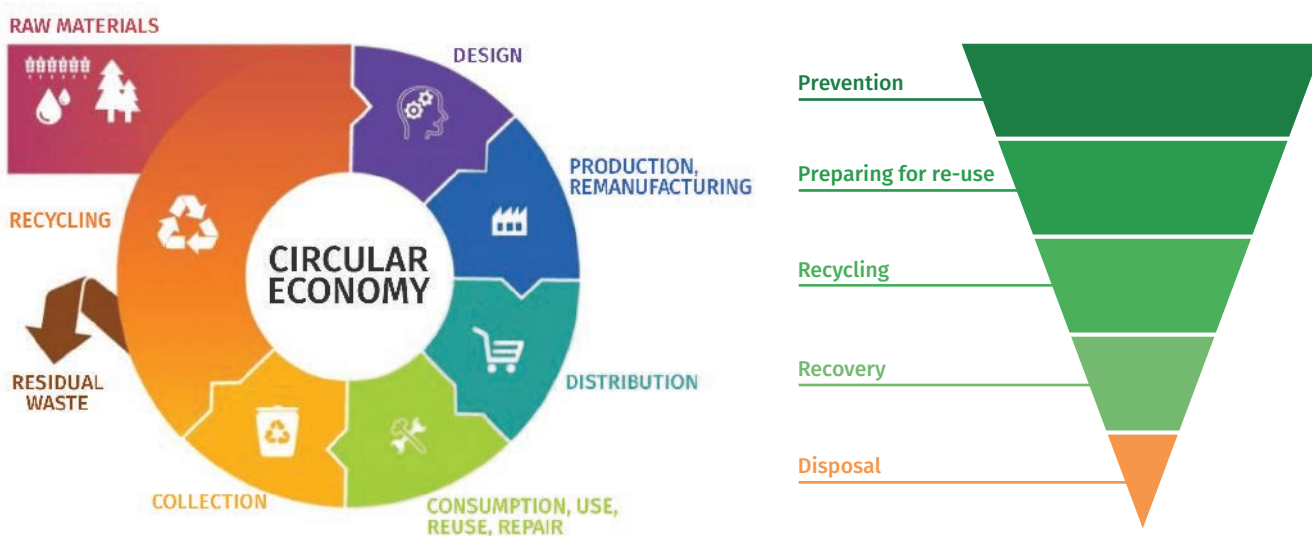 RAW MATERIALS
DESIGN
PRODUCTION,
REMANUFACTURING
RECYCLING
CIRCULAR
ECONOMY
RESIDUAL
WASTE
DISTRIBUTION
COLLECTION
CONSUMPTION, USE,
REUSE, REPAIR
Prevention
Preparing for re-use
Recycling
Recovery
Disposal